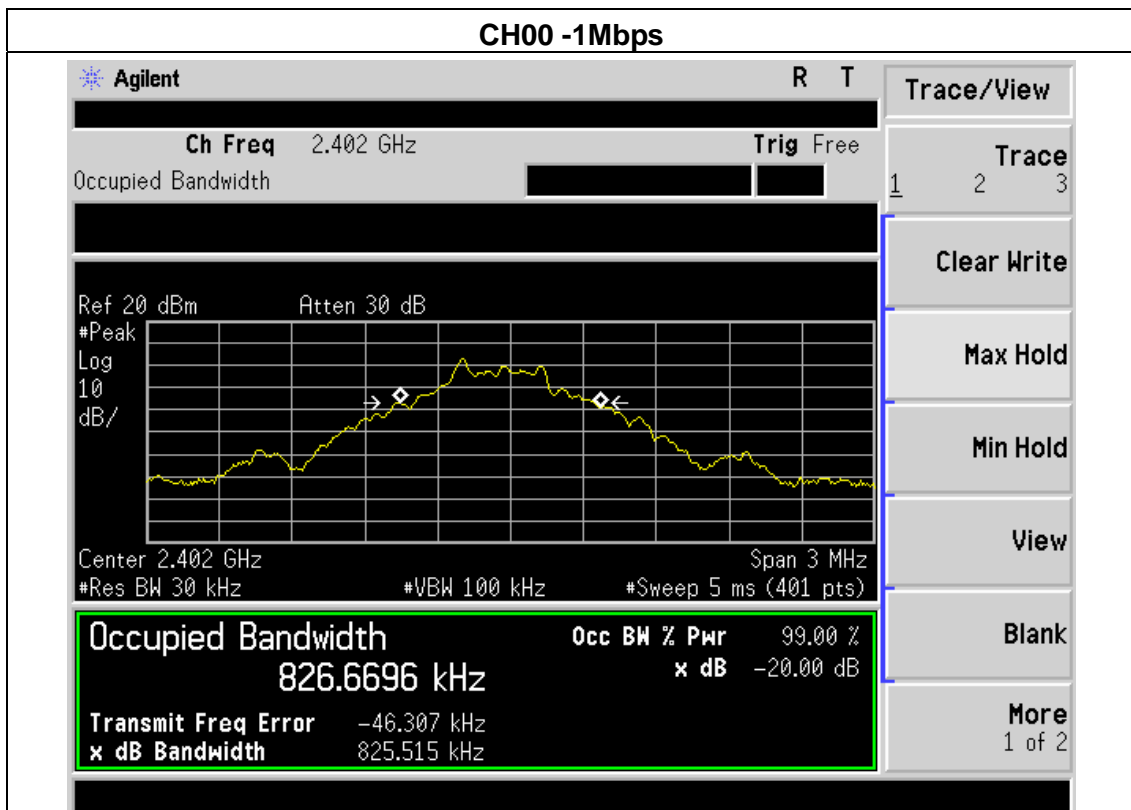 CH00 -1Mbps
Agilent R T
Ch Freq 2.402 GHz Trig Free
Occupied Bandwidth
Ref 20 dBm Atten 30 dB
#Peak
Log
10
dB/
Center 2.402 GHz Span 3 MHz
#Res BW 30 kHz #VBW 100 kHz #Sweep 5 ms (401 pts)
Occupied Bandwidth Occ BW % Pwr 99.00 %
826.6696 kHz x dB -20.00 dB
Transmit Freq Error -46.307 kHz
x dB Bandwidth 825.515 kHz
Trace/View
Trace
1 2 3
Clear Write
Max Hold
Min Hold
View
Blank
More
1 of 2